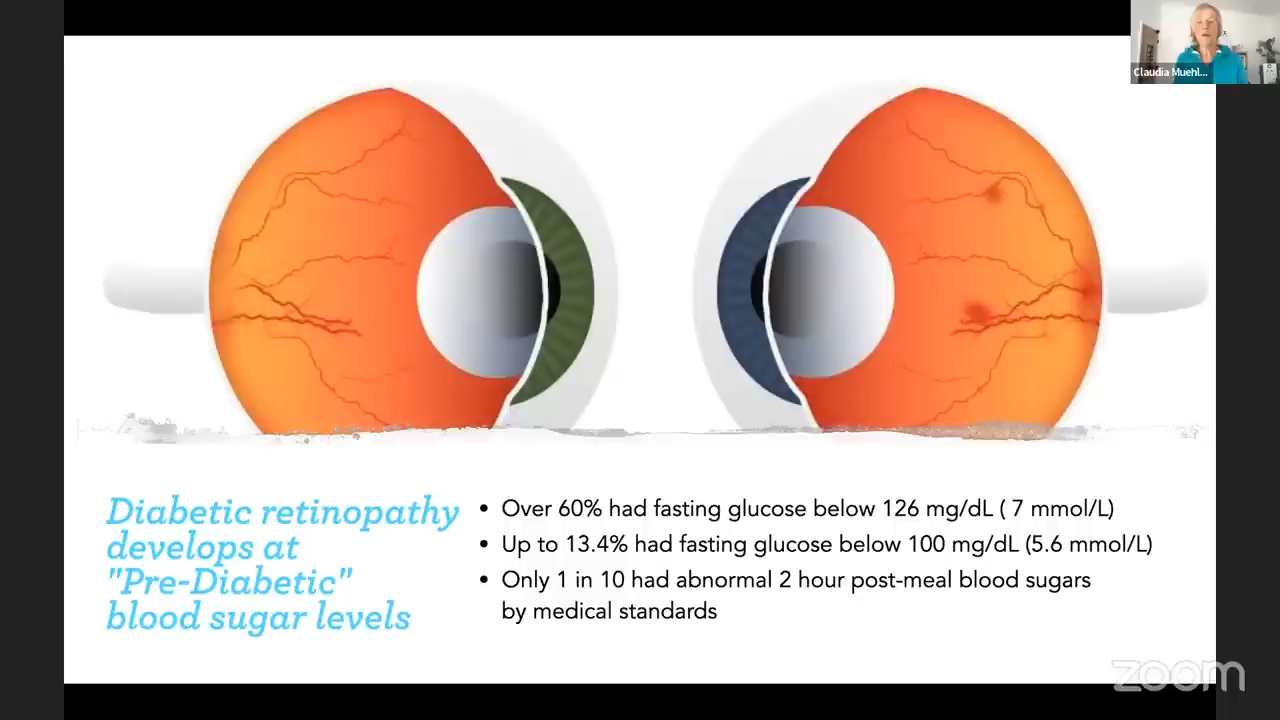 Claudia Muehl...
Diabetic retinopathy
develops at
"Pre-Diabetic"
blood sugar levels
• Over 60% had fasting glucose below 126 mg/dL ( 7 mmol/L)
• Up to 13.4% had fasting glucose below 100 mg/dL (5.6 mmol/L)
• Only 1 in 10 had abnormal 2 hour post-meal blood sugars
by medical standards
zoom